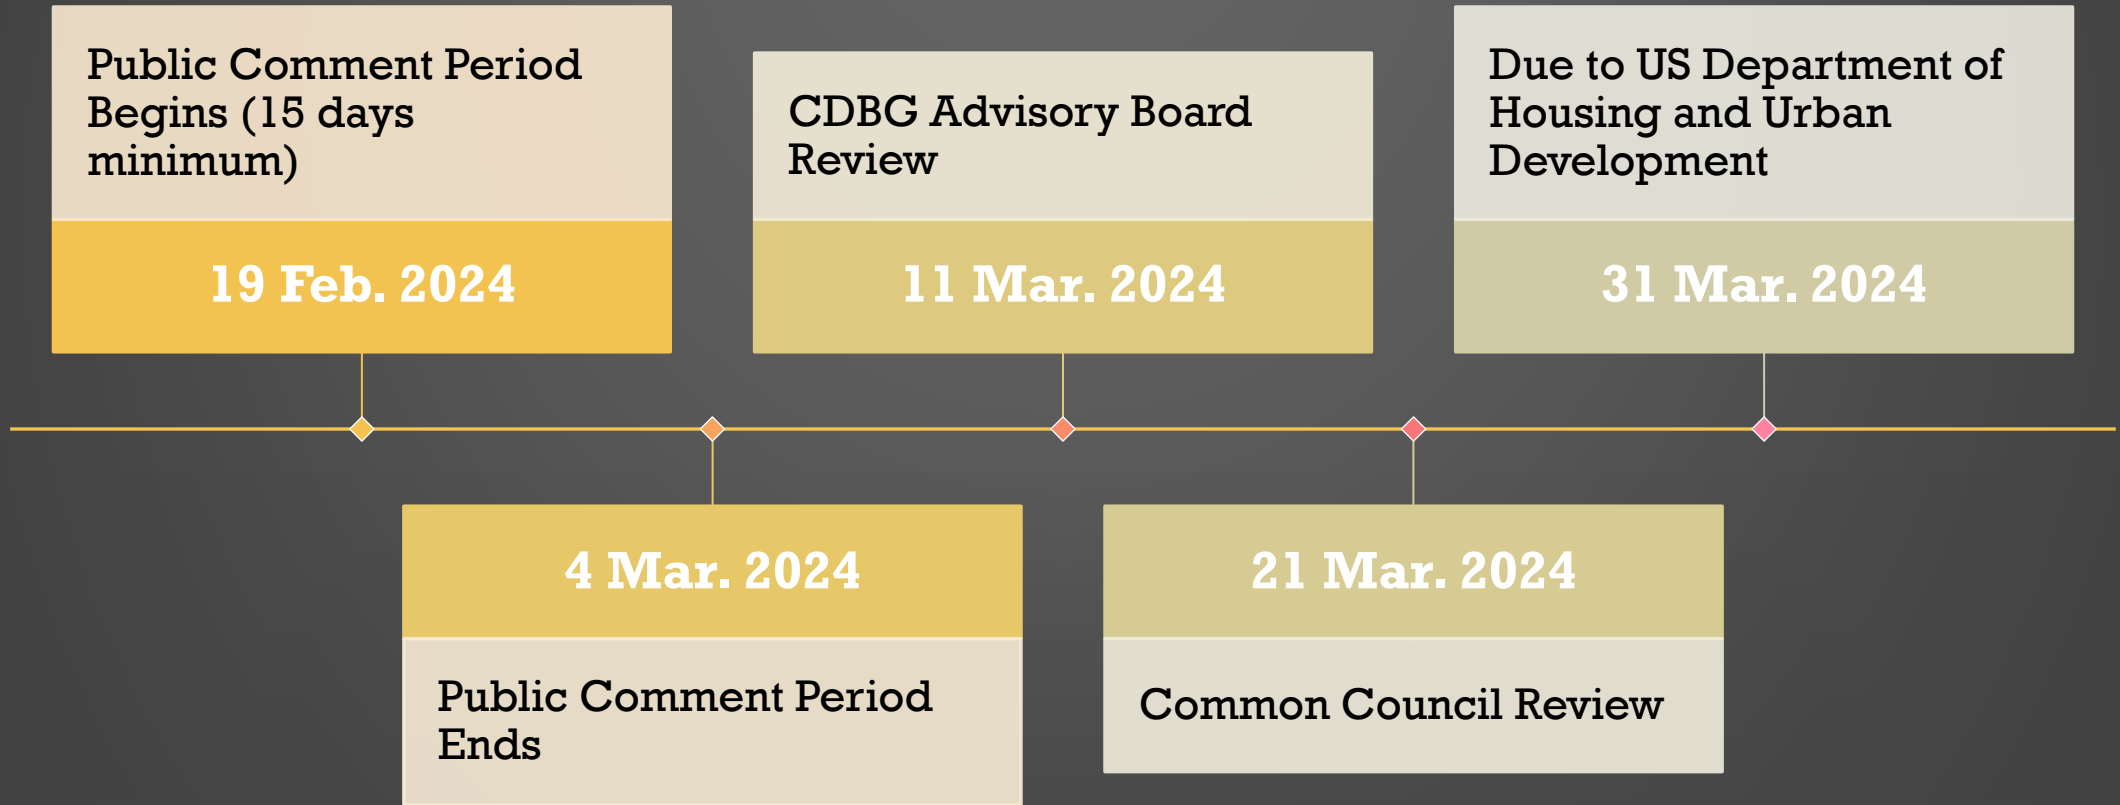 Public Comment Period
Begins (15 days
minimum)
19 Feb. 2024
4 Mar. 2024
Public Comment Period
Ends
CDBG Advisory Board
Review
11 Mar. 2024
21 Mar. 2024
Common Council Review
Due to US Department of
Housing and Urban
Development
31 Mar. 2024